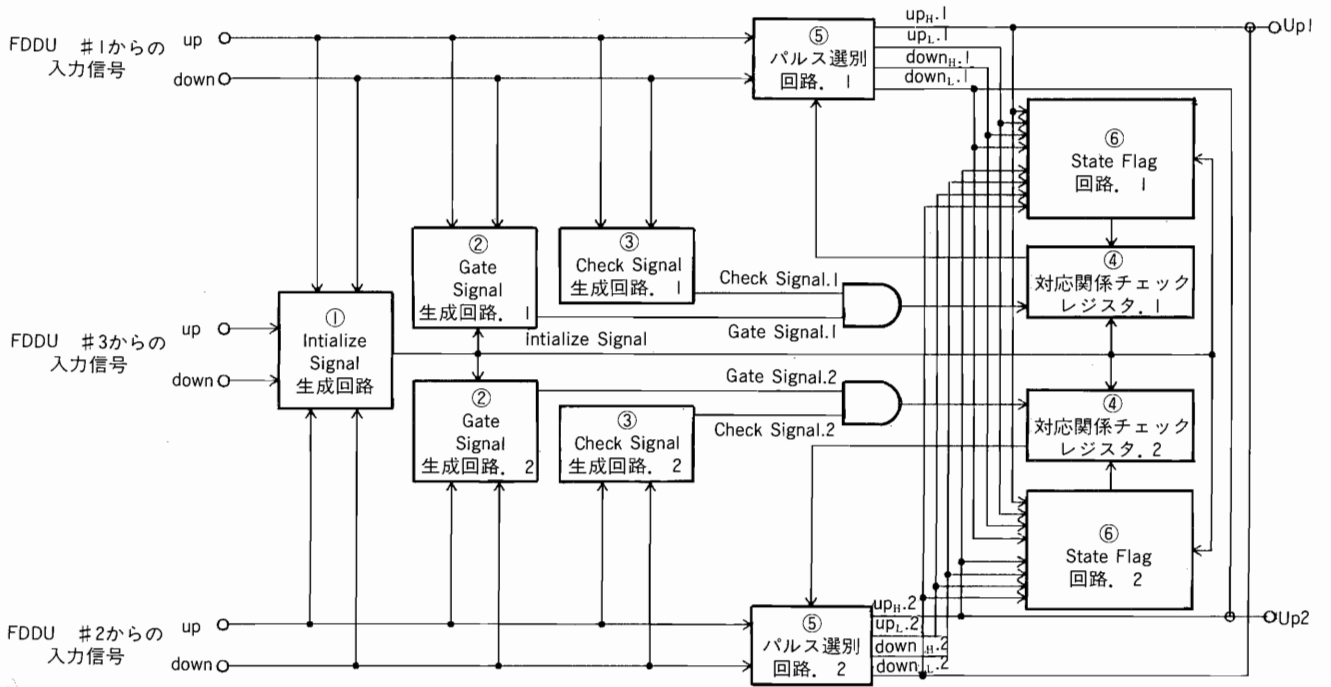 FDDU #1からの
入力信号
up
down
⑤
パルス選別
回路. 1
upH.1
upL.1
downH.1
downL.1
Up1
⑥
State Flag
回路. 1
②
Gate
Signal
生成回路. 1
③
Check Signal
生成回路. 1
Check Signal.1
Gate Signal.1
④
対応関係チェック
レジスタ. 1
FDDU #3からの
入力信号
up
down
①
Intialize
Signal
生成回路
Intialize Signal
②
Gate
Signal
生成回路. 2
③
Check Signal
生成回路. 2
Gate Signal.2
Check Signal.2
④
対応関係チェック
レジスタ. 2
⑥
State Flag
回路. 2
FDDU #2からの
入力信号
up
down
⑤
パルス選別
回路. 2
upH.2
upL.2
downH.2
downL.2
Up2